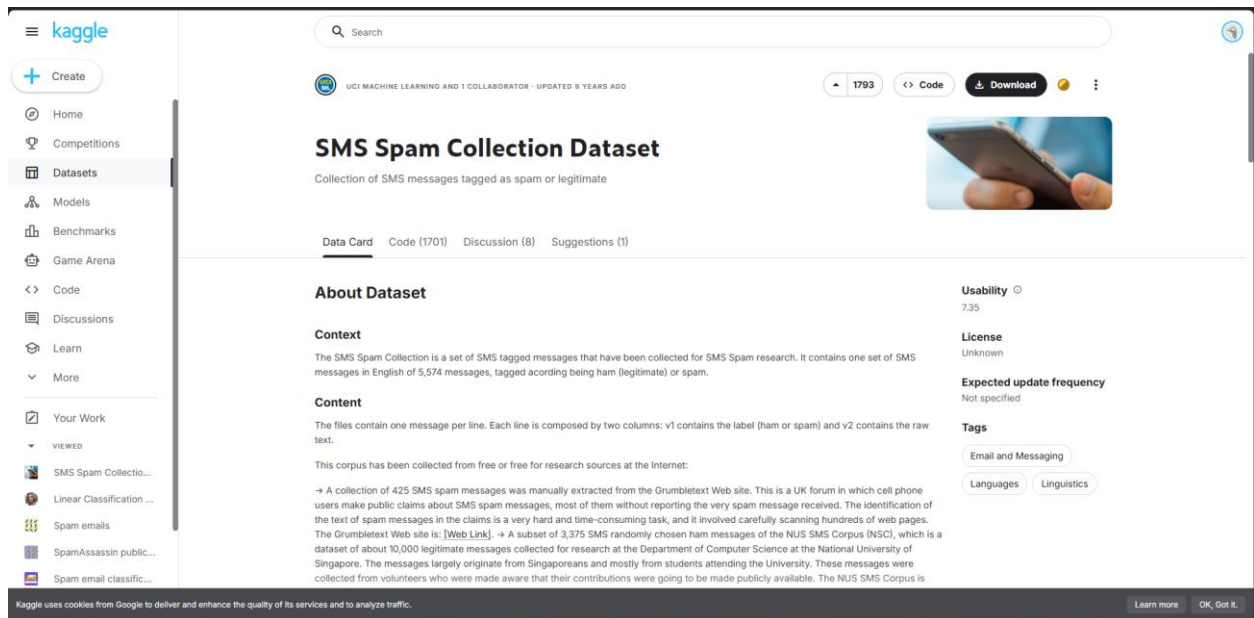 kaggle
Search
Create
Home
Competitions
Datasets
Models
Benchmarks
Game Arena
Code
Discussions
Learn
More
Your Work
VIEWED
SMS Spam Collectio...
Linear Classification ...
Spam emails
SpamAssassin public...
Spam email classific...
UCI
ML
UCI MACHINE LEARNING AND 1 COLLABORATOR · UPDATED 9 YEARS AGO
1793
<> Code
Download
SMS Spam Collection Dataset
Collection of SMS messages tagged as spam or legitimate
Data Card Code (1701) Discussion (8) Suggestions (1)
About Dataset
Context
The SMS Spam Collection is a set of SMS tagged messages that have been collected for SMS Spam research. It contains one set of SMS
messages in English of 5,574 messages, tagged acording being ham (legitimate) or spam.
Content
The files contain one message per line. Each line is composed by two columns: v1 contains the label (ham or spam) and v2 contains the raw
text.
This corpus has been collected from free or free for research sources at the Internet:
→ A collection of 425 SMS spam messages was manually extracted from the Grumbletext Web site. This is a UK forum in which cell phone
users make public claims about SMS spam messages, most of them without reporting the very spam message received. The identification of
the text of spam messages in the claims is a very hard and time-consuming task, and it involved carefully scanning hundreds of web pages.
The Grumbletext Web site is: [Web Link]. → A subset of 3,375 SMS randomly chosen ham messages of the NUS SMS Corpus (NSC), which is a
dataset of about 10,000 legitimate messages collected for research at the Department of Computer Science at the National University of
Singapore. The messages largely originate from Singaporeans and mostly from students attending the University. These messages were
collected from volunteers who were made aware that their contributions were going to be made publicly available. The NUS SMS Corpus is
Usability
7.35
License
Unknown
Expected update frequency
Not specified
Tags
Email and Messaging
Languages Linguistics
Kaggle uses cookies from Google to deliver and enhance the quality of its services and to analyze traffic.
Learn more OK, Got it.